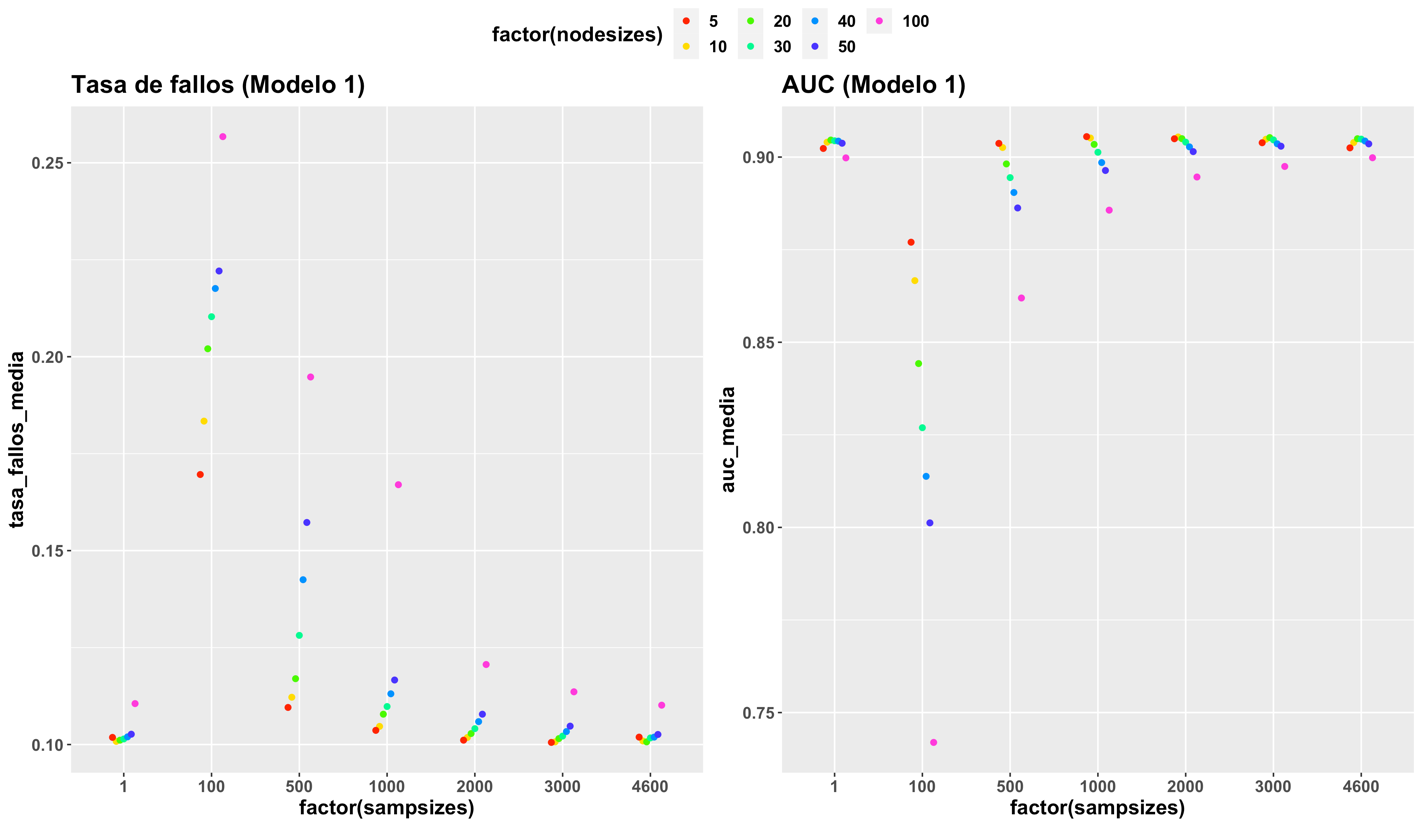 factor(nodesizes)
5 20 40 100
10 30 50
Tasa de fallos (Modelo 1)
tasa_fallos_media
0.25
0.20
0.15
0.10
1 100 500 1000 2000 3000 4600
factor(sampsizes)
AUC (Modelo 1)
auc_media
0.90
0.85
0.80
0.75
1 100 500 1000 2000 3000 4600
factor(sampsizes)